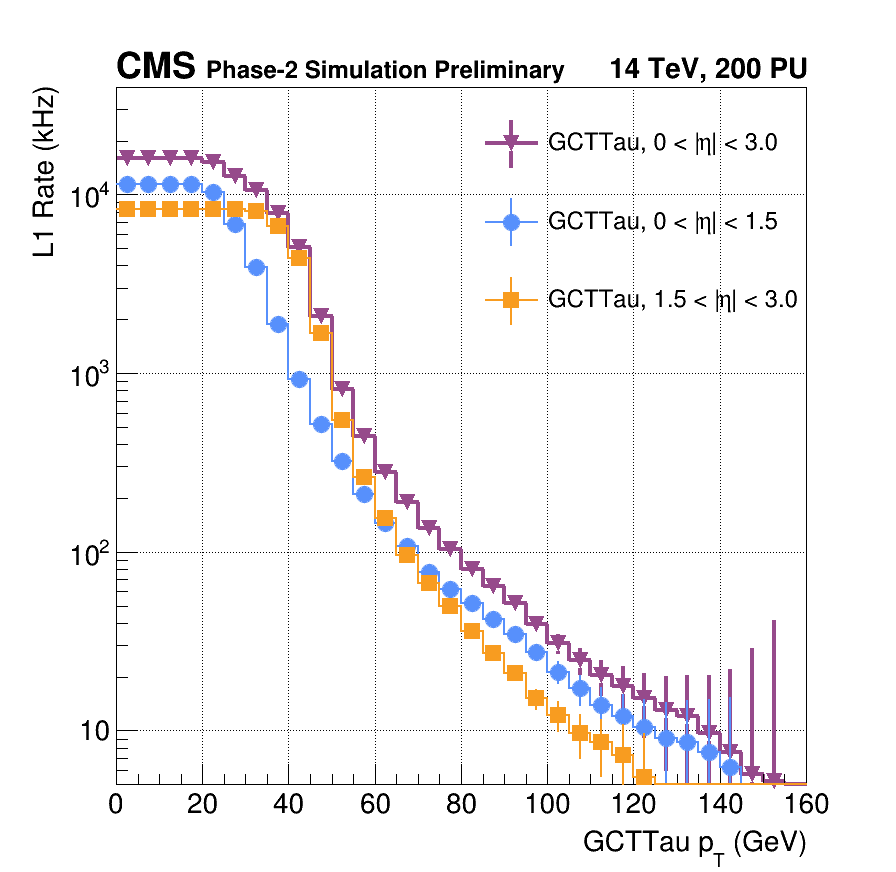 CMS Phase-2 Simulation Preliminary 14 TeV, 200 PU
L1 Rate (kHz)
GCTTau, 0 < |η| < 3.0
GCTTau, 0 < |η| < 1.5
GCTTau, 1.5 < |η| < 3.0
10⁴
10³
10²
10
0 20 40 60 80 100 120 140 160
GCTTau p_T (GeV)